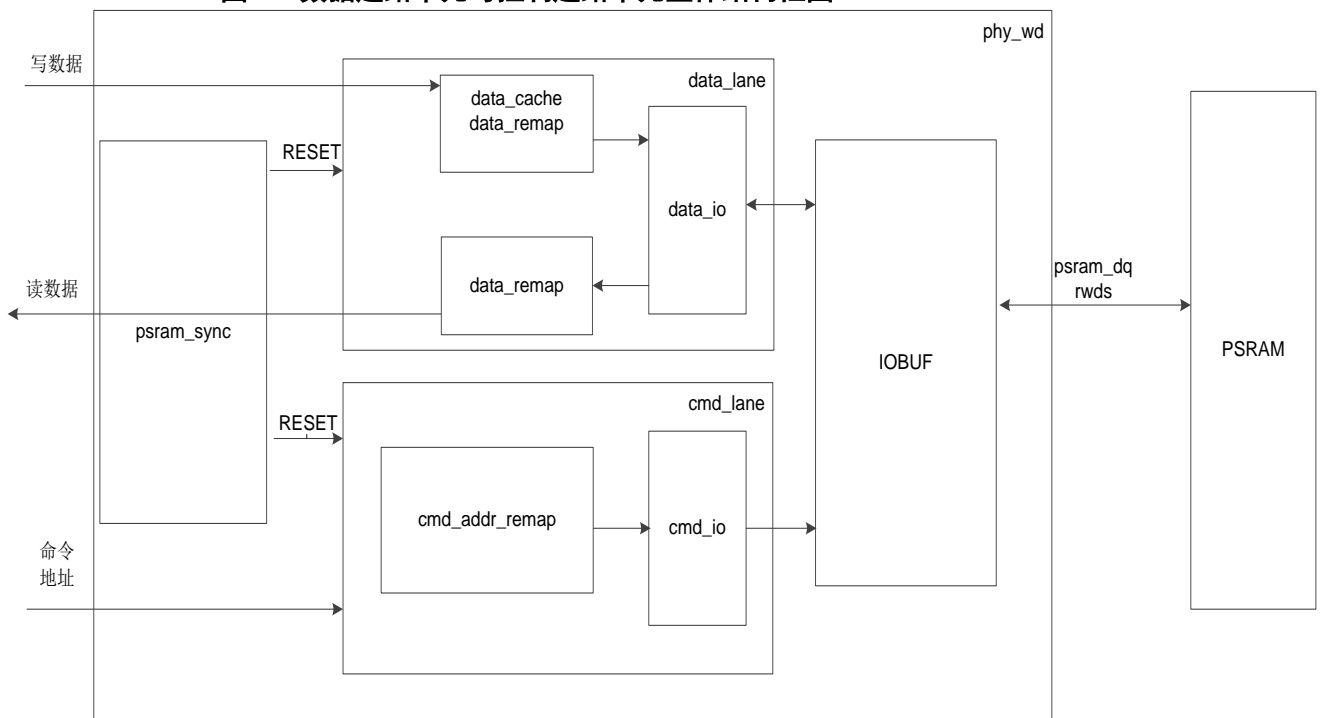 phy_wd
写数据
data_lane
data_cache
data_remap
RESET
data_io
psram_dq
rwds
读数据
data_remap
psram_sync
IOBUF
PSRAM
cmd_lane
RESET
cmd_addr_remap
cmd_io
命令
地址